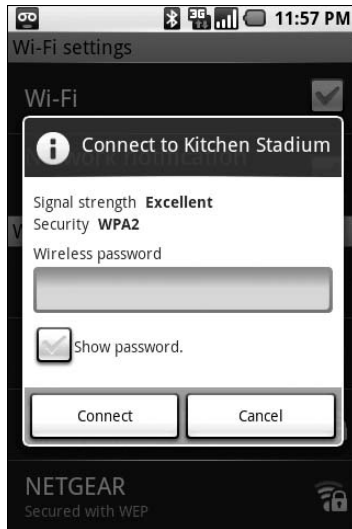 3G 11:57 PM
Wi-Fi settings
Wi-Fi
Connect to Kitchen Stadium
Signal strength Excellent
Security WPA2
Wireless password
Show password.
Connect Cancel
NETGEAR
Secured with WEP